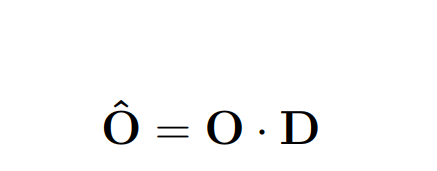 Ô = O · D